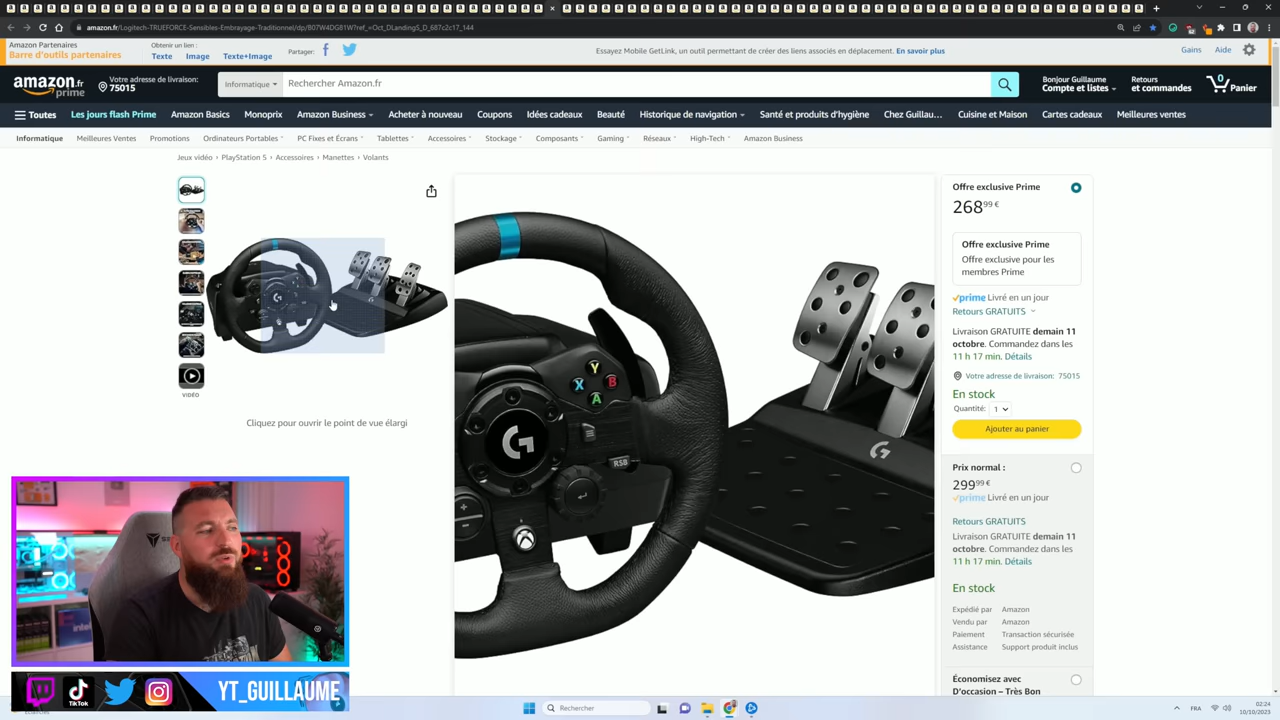 amazon.fr/Logitech-TRUEFORCE-Sensibles-Embrayage-Traditionnel/dp/B07W4DG81W?ref_=Oct_DLandingS_D_687c2c17_144
Amazon Partenaires
Barre d'outils partenaires
Obtenir un lien :
Texte Image Texte+Image
Partager:
Essayez Mobile GetLink, un outil permettant de créer des liens associés en déplacement. En savoir plus
Gains Aide
amazon.fr
prime
Votre adresse de livraison:
75015
Informatique
Rechercher Amazon.fr
Bonjour Guillaume
Compte et listes
Retours
et commandes
0
Panier
Toutes Les jours flash Prime Amazon Basics Monoprix Amazon Business Acheter à nouveau Coupons Idées cadeaux Beauté Historique de navigation Santé et produits d'hygiène Chez Guillau... Cuisine et Maison Cartes cadeaux Meilleures ventes
Informatique Meilleures Ventes Promotions Ordinateurs Portables PC Fixes et Écrans Tablettes Accessoires Stockage Composants Gaming Réseaux High-Tech Amazon Business
Jeux vidéo › PlayStation 5 › Accessoires › Manettes › Volants
VIDÉO
Cliquez pour ouvrir le point de vue élargi
Y
X
B
A
RSB
Offre exclusive Prime
268,99 €
Offre exclusive Prime
Offre exclusive pour les
membres Prime
prime Livré en un jour
Retours GRATUITS
Livraison GRATUITE demain 11
octobre. Commandez dans les
11 h 17 min. Détails
Votre adresse de livraison: 75015
En stock
Quantité: 1
Ajouter au panier
Prix normal :
299,99 €
prime Livré en un jour
Retours GRATUITS
Livraison GRATUITE demain 11
octobre. Commandez dans les
11 h 17 min. Détails
En stock
Expédié par Amazon
Vendu par Amazon
Paiement Transaction sécurisée
Assistance Support produit inclus
Économisez avec
D'occasion – Très Bon
intel
TikTok
YT_GUILLAUME
Rechercher
FRA
02:24
10/10/2023